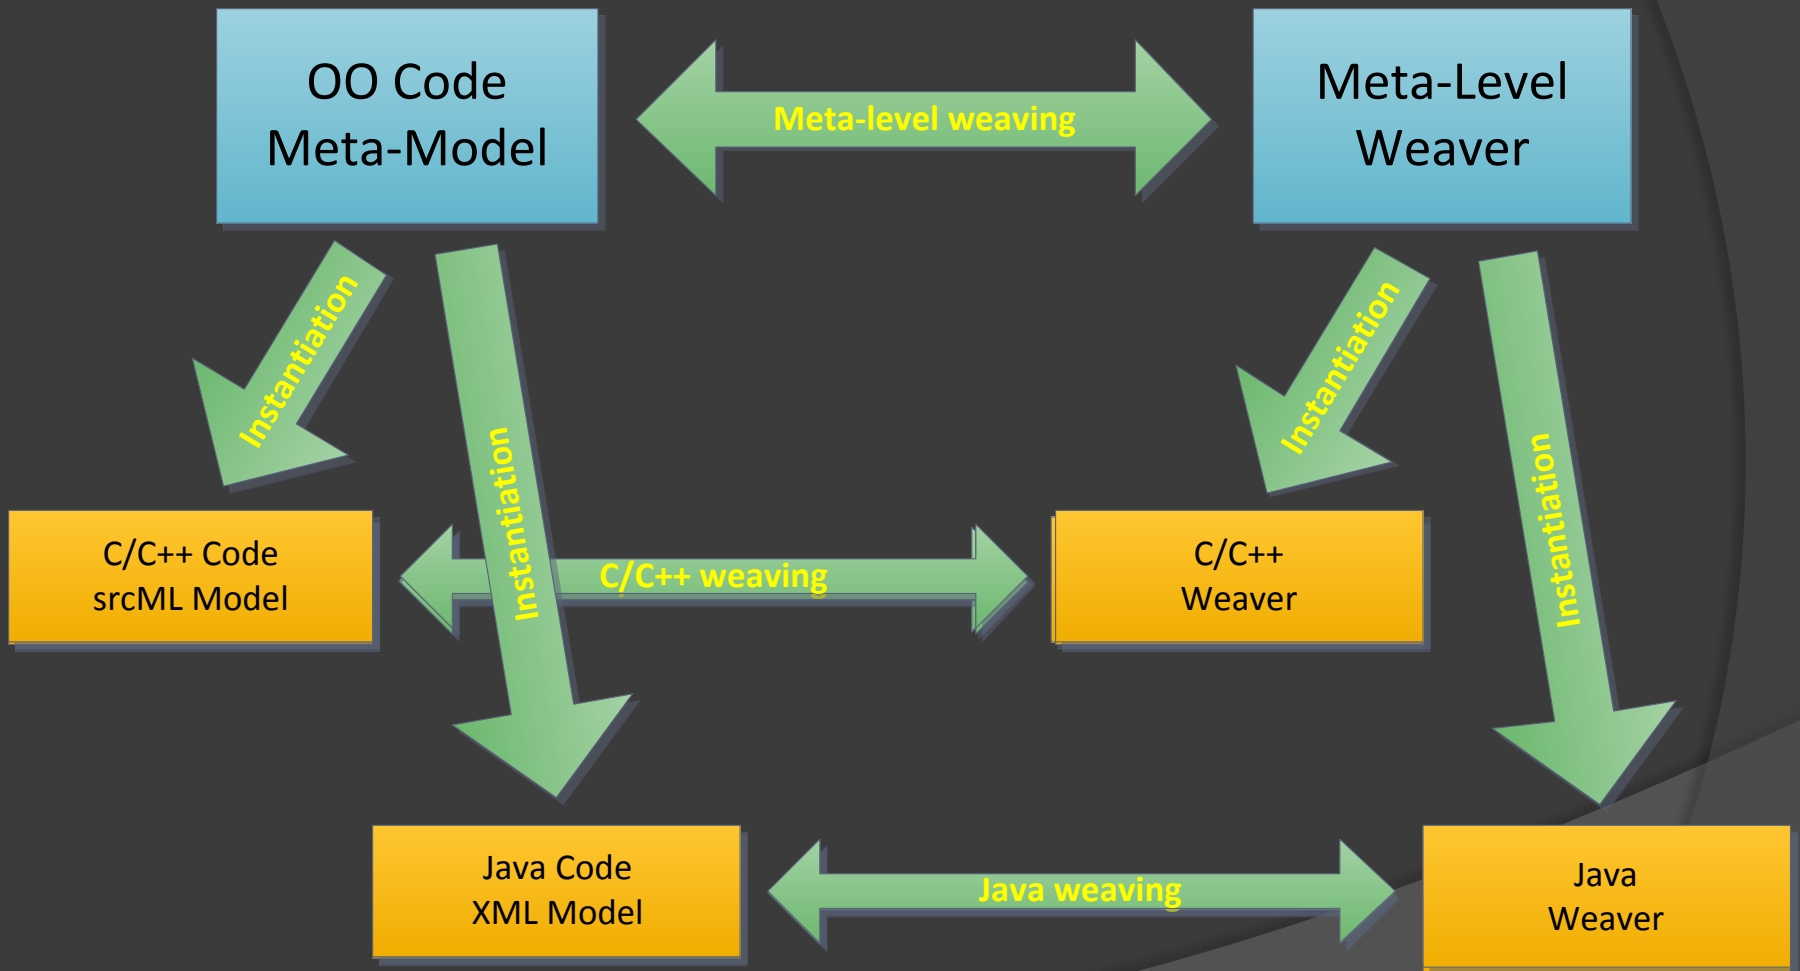 OO Code
Meta-Model
Meta-level weaving
Meta-Level
Weaver
Instantiation
Instantiation
Instantiation
Instantiation
C/C++ Code
srcML Model
C/C++ weaving
C/C++
Weaver
Java Code
XML Model
Java weaving
Java
Weaver